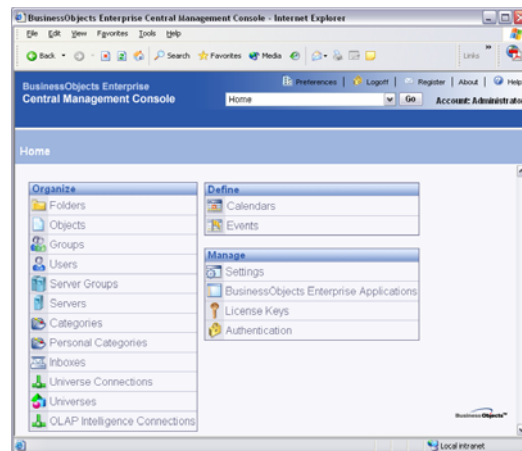 BusinessObjects Enterprise Central Management Console - Internet Explorer
File Edit View Favorites Tools Help
Back Search Favorites Media Links
BusinessObjects Enterprise
Central Management Console
Preferences | Logoff | Register | About | Help
Home Go Account: Administrator
Home
Organize
Folders
Objects
Groups
Users
Server Groups
Servers
Categories
Personal Categories
Inboxes
Universe Connections
Universes
OLAP Intelligence Connections
Define
Calendars
Events
Manage
Settings
BusinessObjects Enterprise Applications
License Keys
Authentication
Business Objects
Local intranet